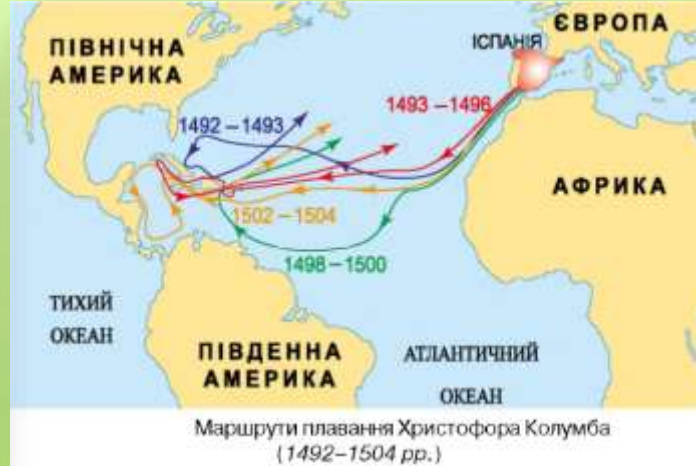 ПІВНІЧНА
АМЕРИКА
ІСПАНІЯ
ЄВРОПА
1492 – 1493
1493 – 1496
АФРИКА
1502 – 1504
1498 – 1500
ТИХИЙ
ОКЕАН
ПІВДЕННА
АМЕРИКА
АТЛАНТИЧНИЙ
ОКЕАН
Маршрути плавання Христофора Колумба
(1492–1504 рр.)